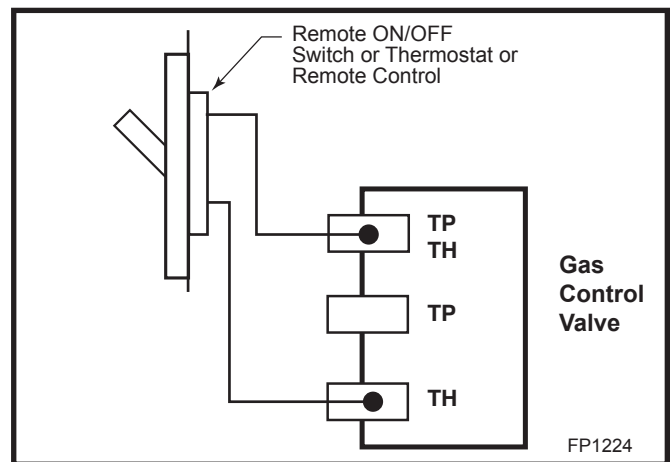 Remote ON/OFF
Switch or Thermostat or
Remote Control
TP
TH
Gas
Control
Valve
TP
TH
FP1224